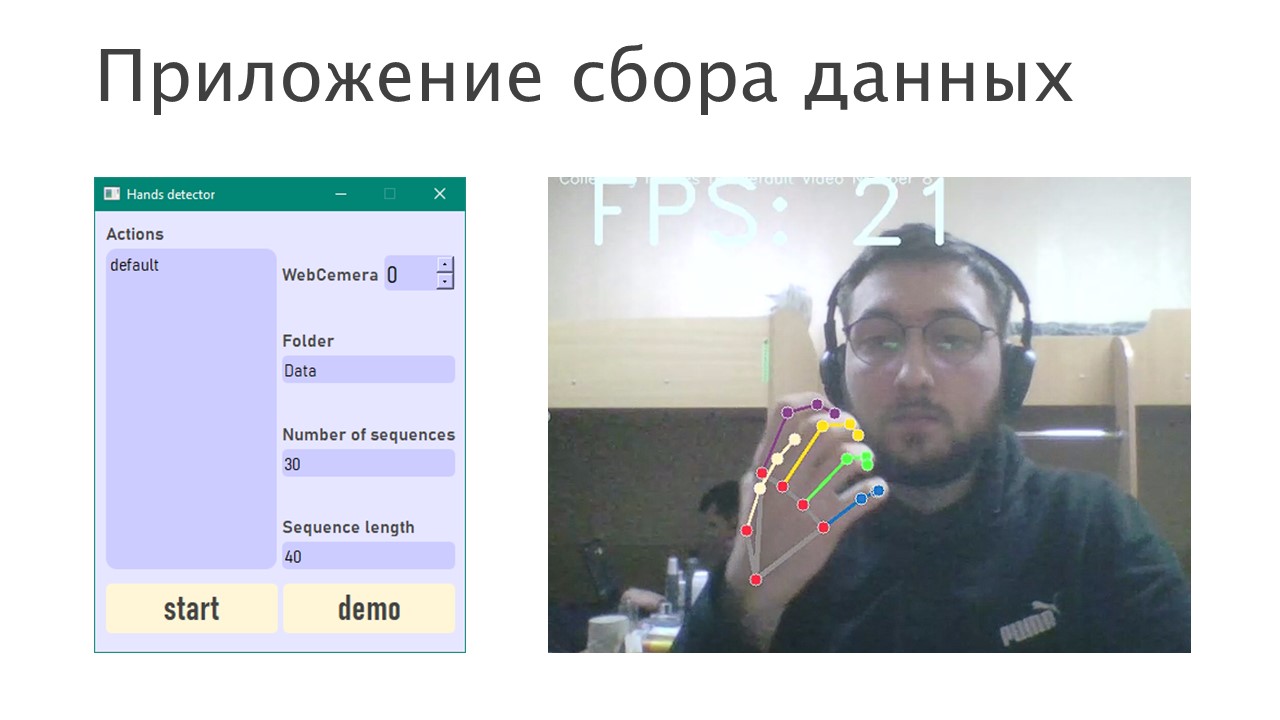 Приложение сбора данных
Hands detector
Actions
default
WebCemera 0
Folder
Data
Number of sequences
30
Sequence length
40
start
demo
FPS: 21
PUMA